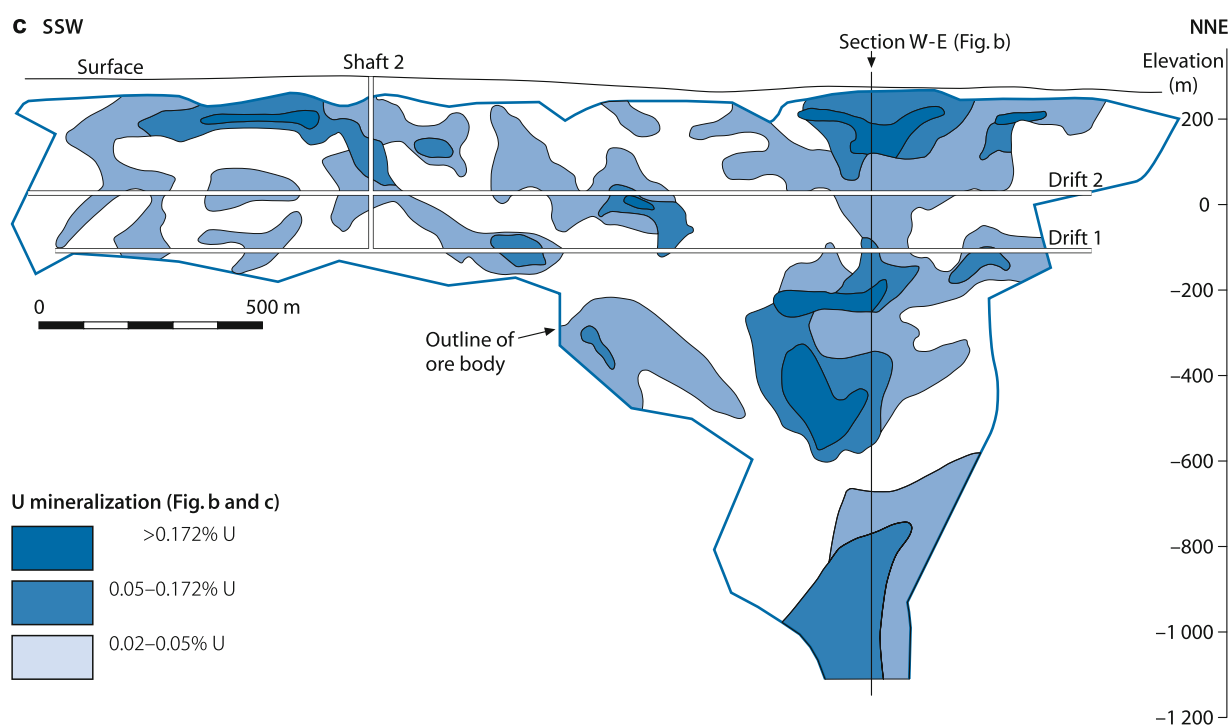 c SSW
NNE
Section W-E (Fig. b)
Surface
Shaft 2
Elevation
(m)
200
Drift 2
0
Drift 1
–200
0 500 m
Outline of
ore body
–400
–600
U mineralization (Fig. b and c)
>0.172% U
–800
0.05–0.172% U
0.02–0.05% U
–1 000
–1 200